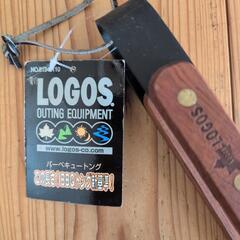 LOGOS.
OUTING EQUIPMENT
www.logos-co.com
バーベキュートング
LOGOS